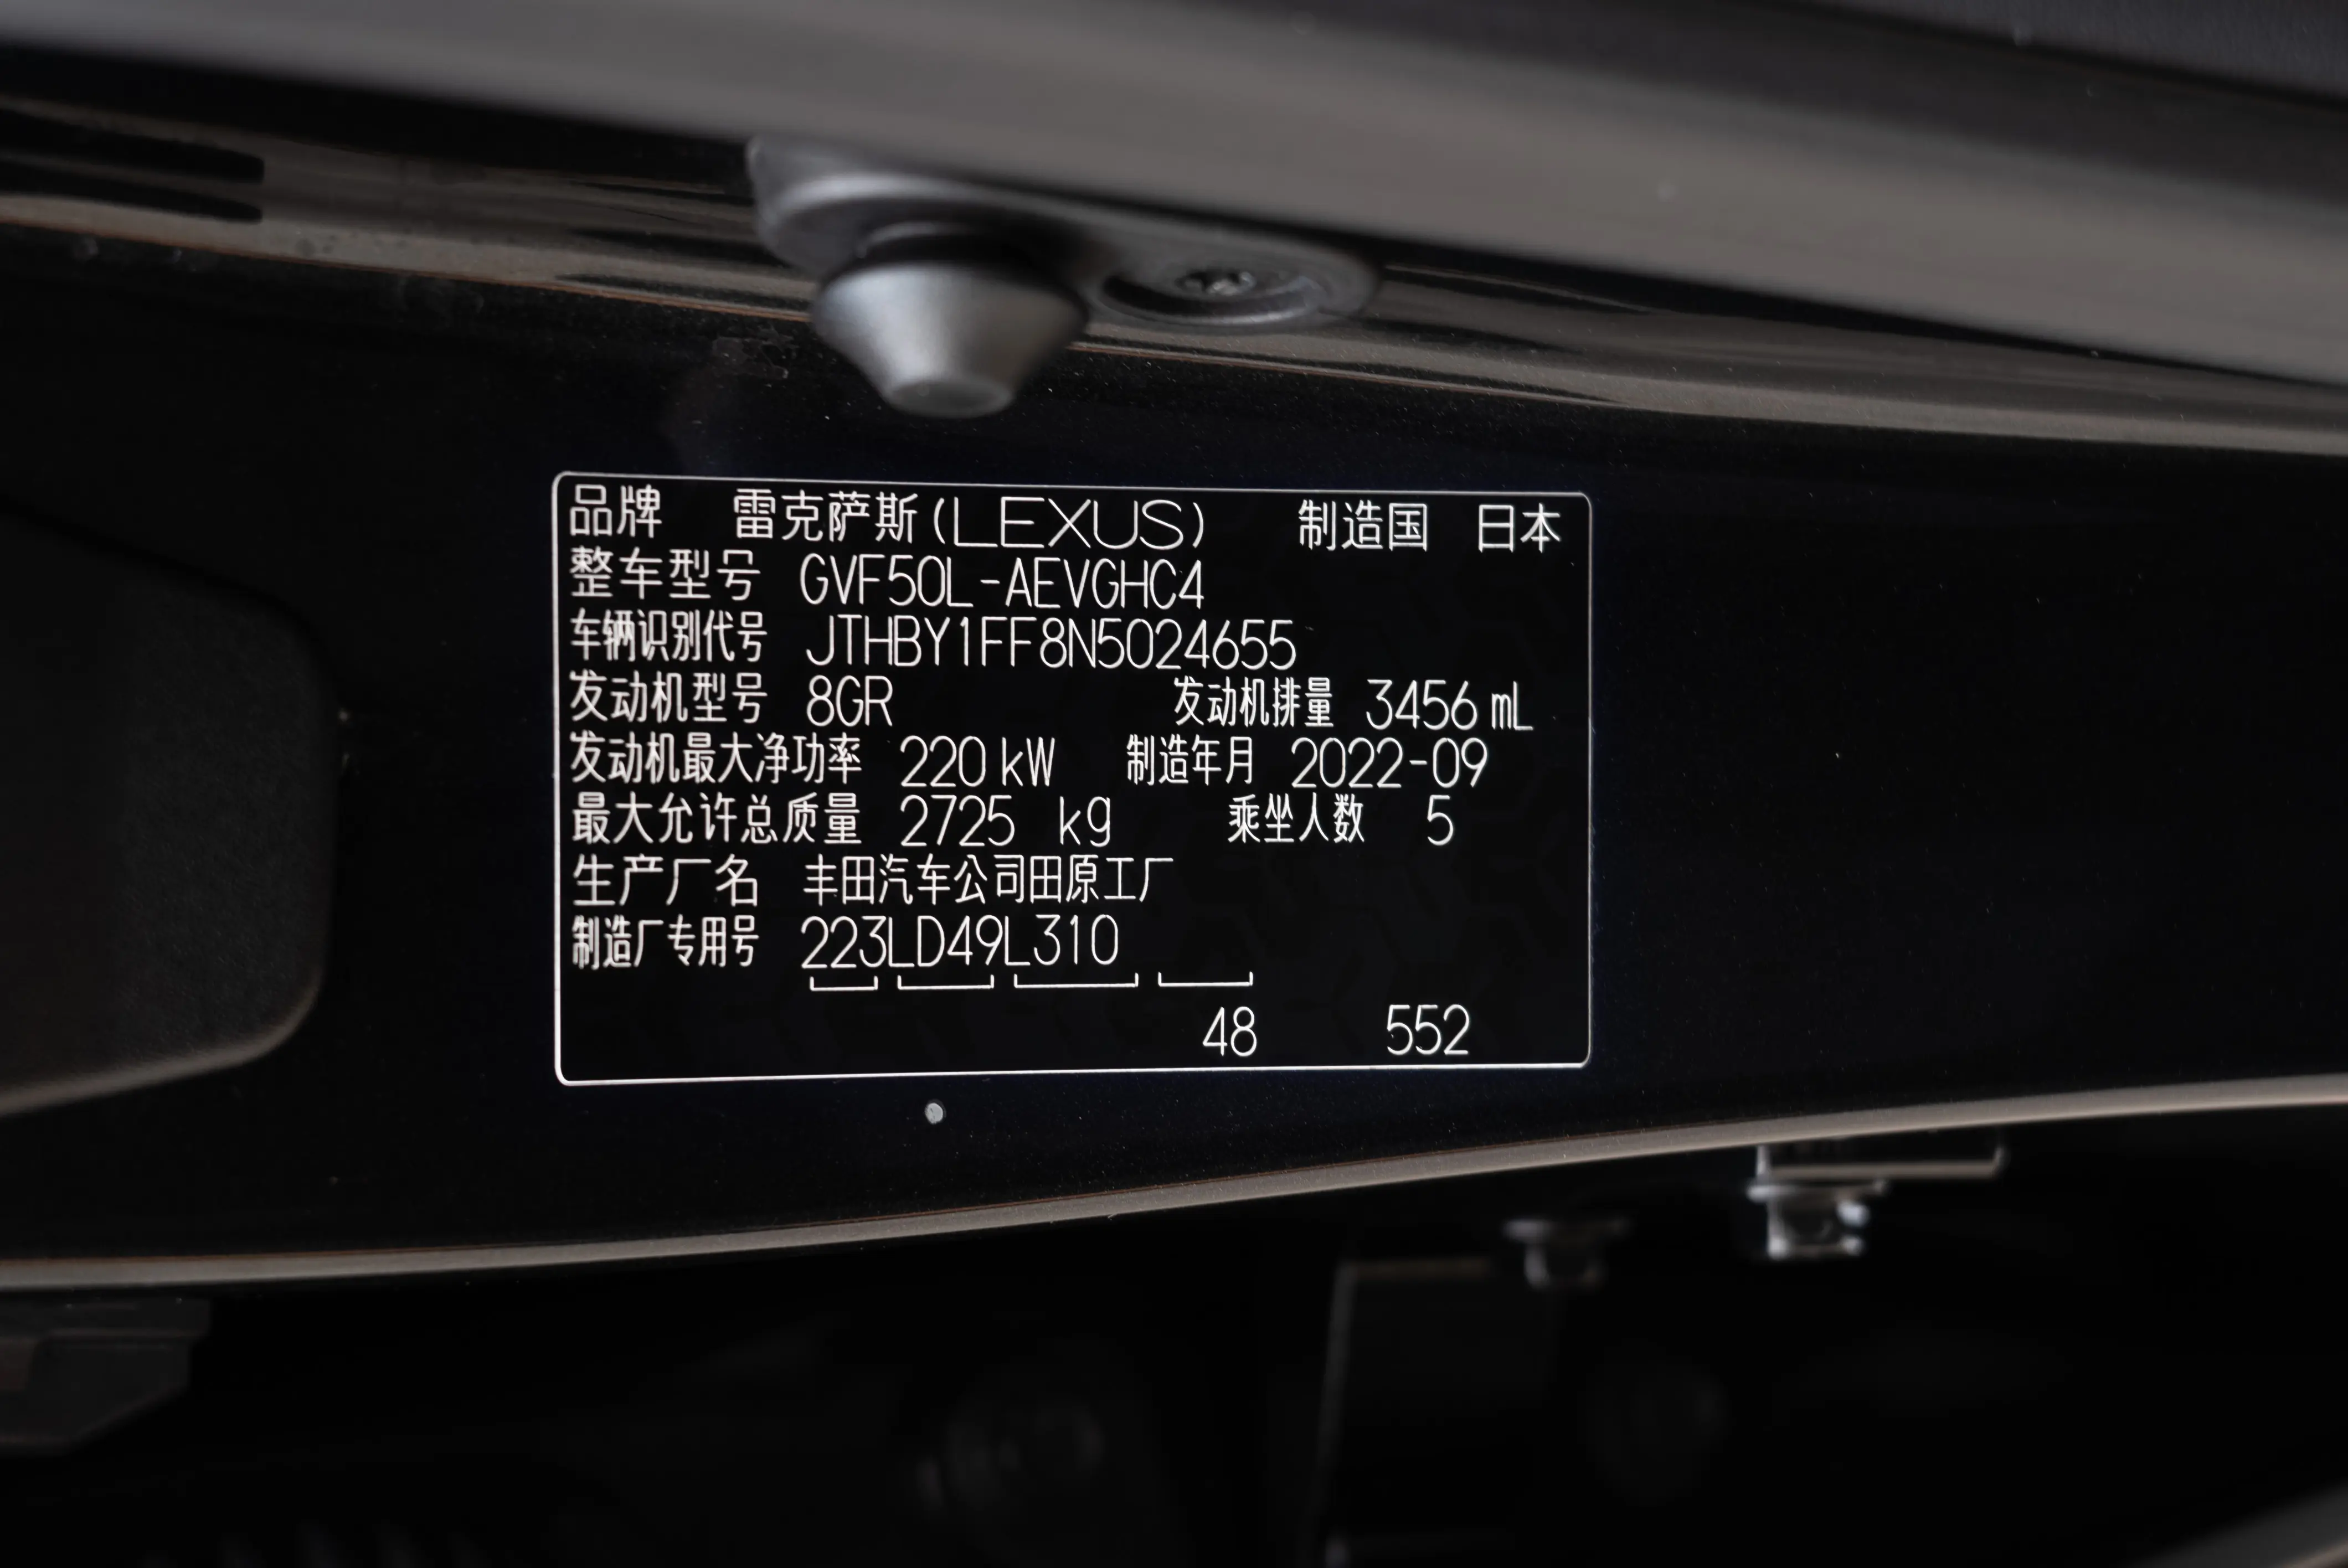 品牌 雷克萨斯(LEXUS) 制造国 日本
整车型号 GVF50L-AEVGHC4
车辆识别代号 JTHBY1FF8N5024655
发动机型号 8GR 发动机排量 3456 mL
发动机最大净功率 220 kW 制造年月 2022-09
最大允许总质量 2725 kg 乘坐人数 5
生产厂名 丰田汽车公司田原工厂
制造厂专用号 223LD49L310
48 552